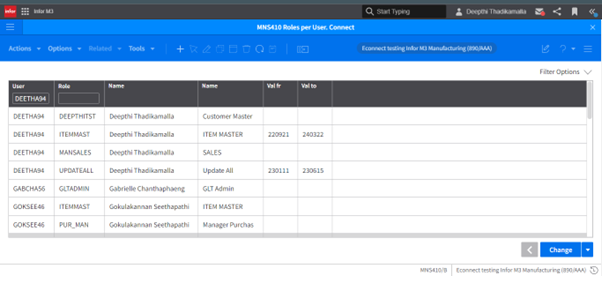 infor Infor M3 Start Typing Deepthi Thadikamalla
MNS410 Roles per User. Connect
Actions Options Related Tools Econnect testing Infor M3 Manufacturing (890/AAA)
Filter Options
User Role Name Name Val fr Val to
DEETHA94
DEETHA94 DEEPTHITST Deepthi Thadikamalla Customer Master
DEETHA94 ITEMMAST Deepthi Thadikamalla ITEM MASTER 220921 240322
DEETHA94 MANSALES Deepthi Thadikamalla SALES
DEETHA94 UPDATEALL Deepthi Thadikamalla Update All 230111 230615
GABCHA56 GLTADMIN Gabrielle Chanthaphaeng GLT Admin
GOKSEE46 ITEMMAST Gokulakannan Seethapathi ITEM MASTER
GOKSEE46 PUR_MAN Gokulakannan Seethapathi Manager Purchas
Change
MNS410/B Econnect testing Infor M3 Manufacturing (890/AAA)